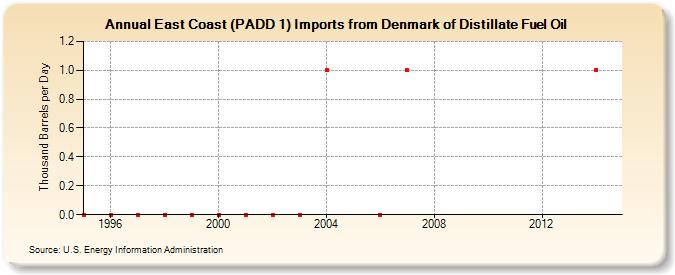 Annual East Coast (PADD 1) Imports from Denmark of Distillate Fuel Oil
Thousand Barrels per Day
1.2
1.0
0.8
0.6
0.4
0.2
0.0
1996 2000 2004 2008 2012
Source: U.S. Energy Information Administration